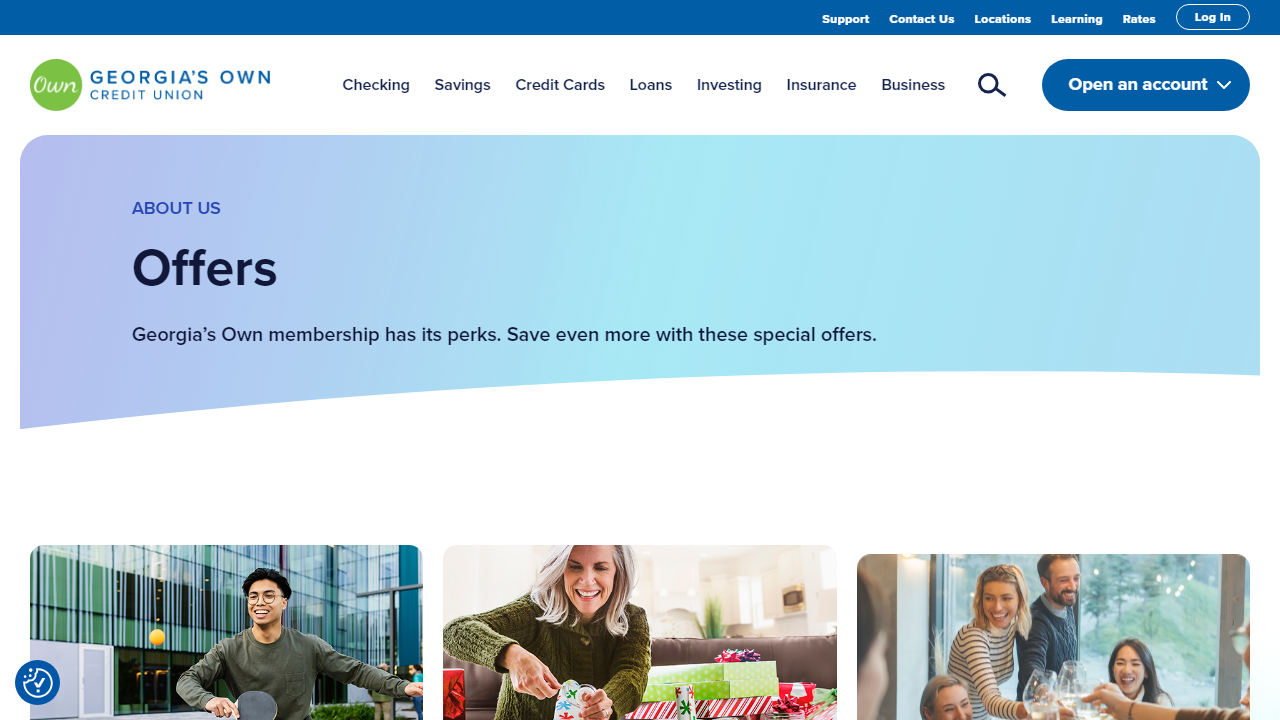 Support Contact Us Locations Learning Rates Log In
Own GEORGIA'S OWN
CREDIT UNION
Checking Savings Credit Cards Loans Investing Insurance Business Open an account
ABOUT US
Offers
Georgia’s Own membership has its perks. Save even more with these special offers.